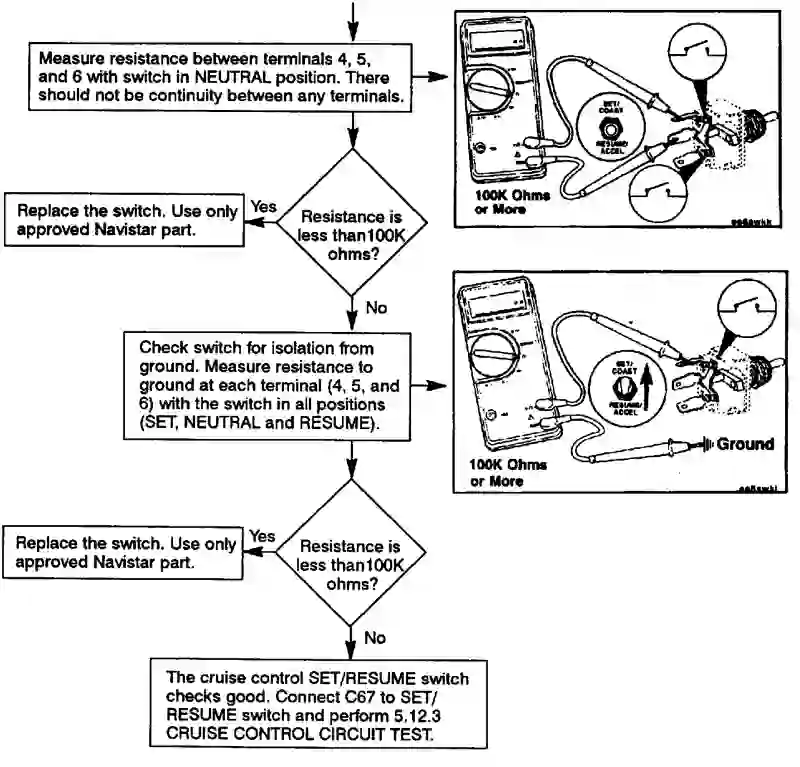 Measure resistance between terminals 4, 5,
and 6 with switch in NEUTRAL position. There
should not be continuity between any terminals.
SET/
COAST
RESUME/
ACCEL
100K Ohms
or More
Replace the switch. Use only
approved Navistar part.
Yes
Resistance is
less than100K
ohms?
No
Check switch for isolation from
ground. Measure resistance to
ground at each terminal (4, 5, and
6) with the switch in all positions
(SET, NEUTRAL and RESUME).
SET/
COAST
RESUME/
ACCEL
Ground
100K Ohms
or More
Replace the switch. Use only
approved Navistar part.
Yes
Resistance is
less than100K
ohms?
No
The cruise control SET/RESUME switch
checks good. Connect C67 to SET/
RESUME switch and perform 5,12.3
CRUISE CONTROL CIRCUIT TEST.